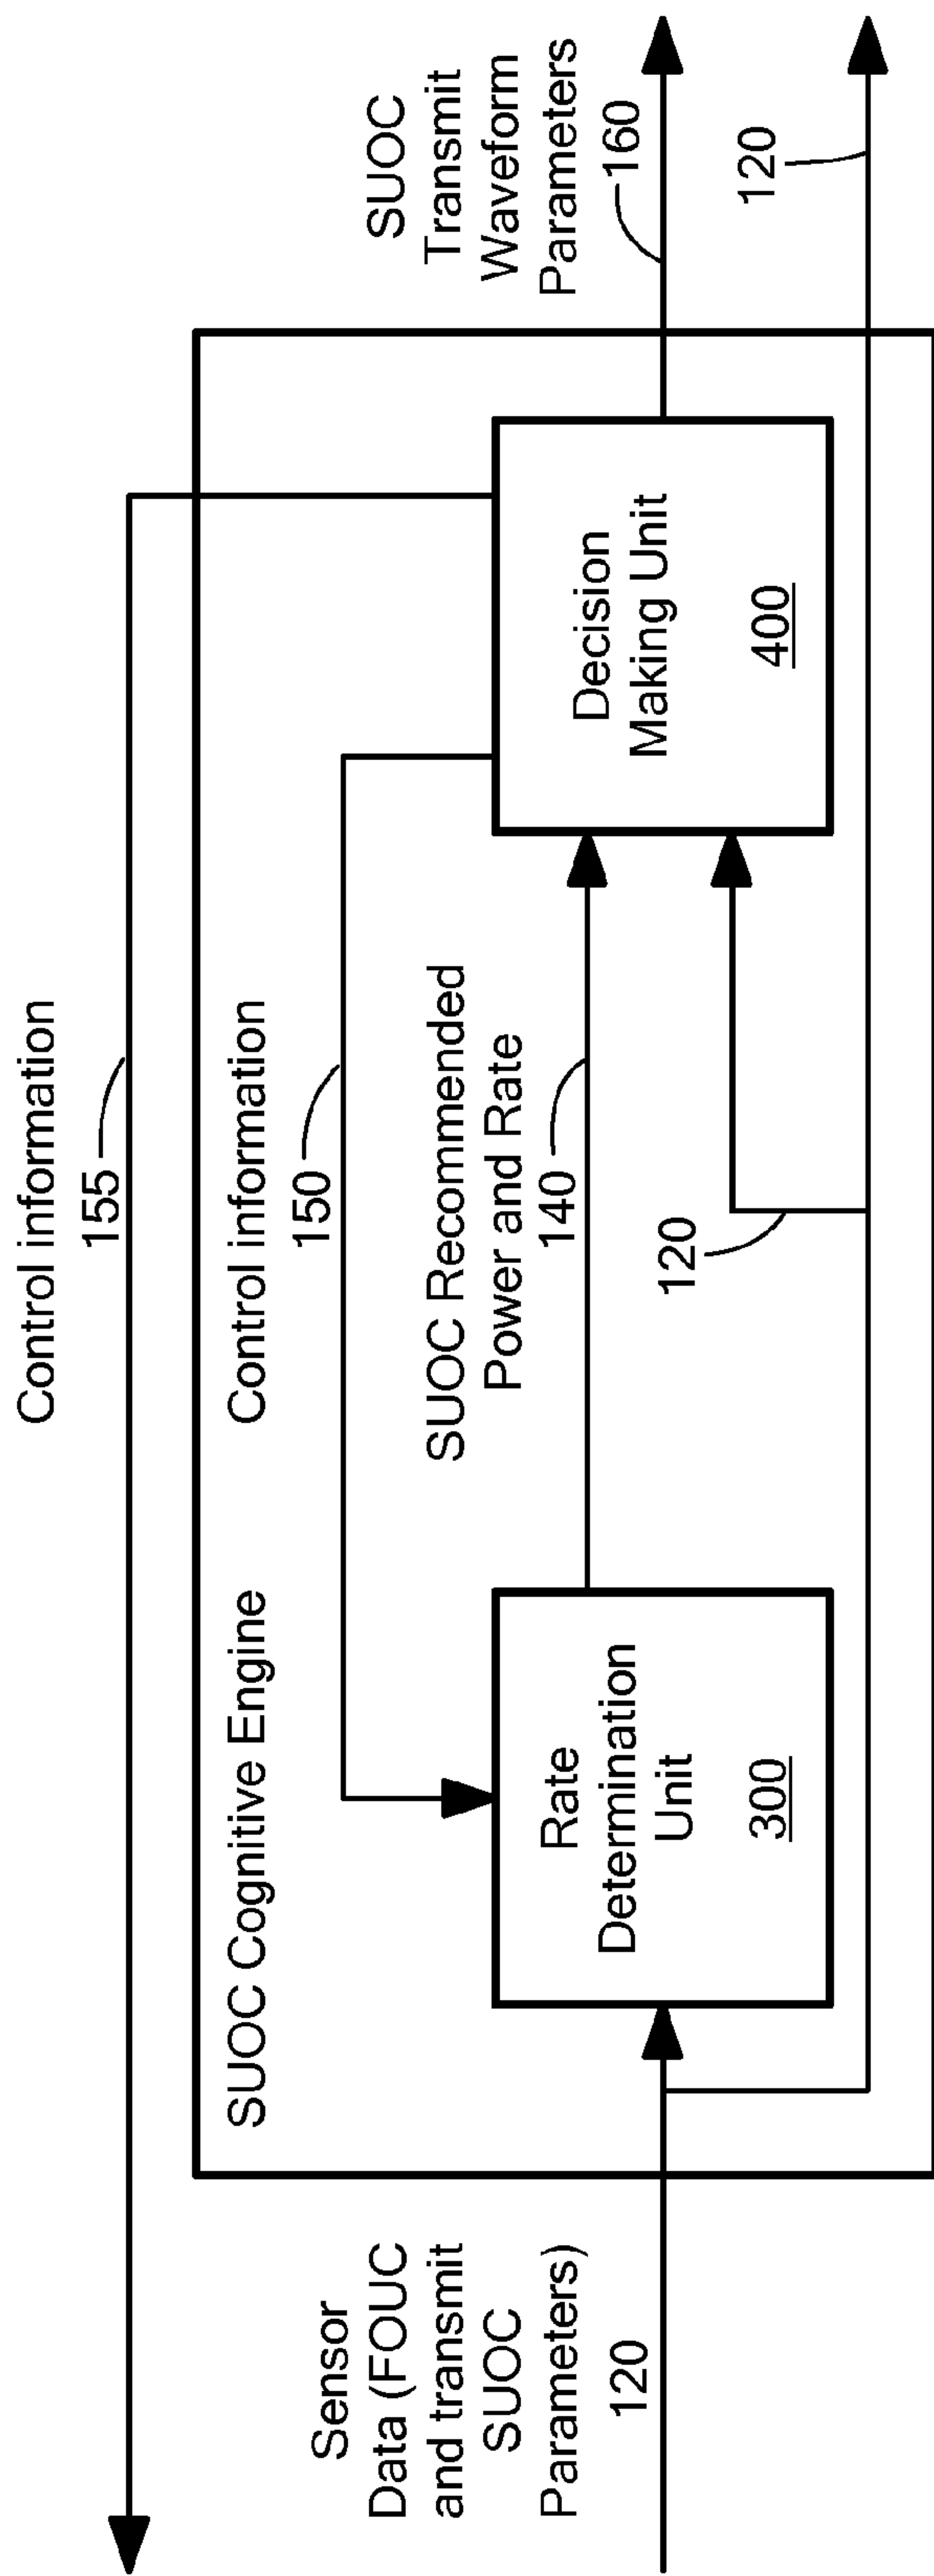 Control information
155
SUOC Cognitive Engine
Control information
150
Sensor
Data (FOUC
and transmit
SUOC
Parameters)
120
SUOC Recommended
Power and Rate
140
SUOC
Transmit
Waveform
Parameters
160
Rate
Determination
Unit
300
Decision
Making Unit
400
120
120